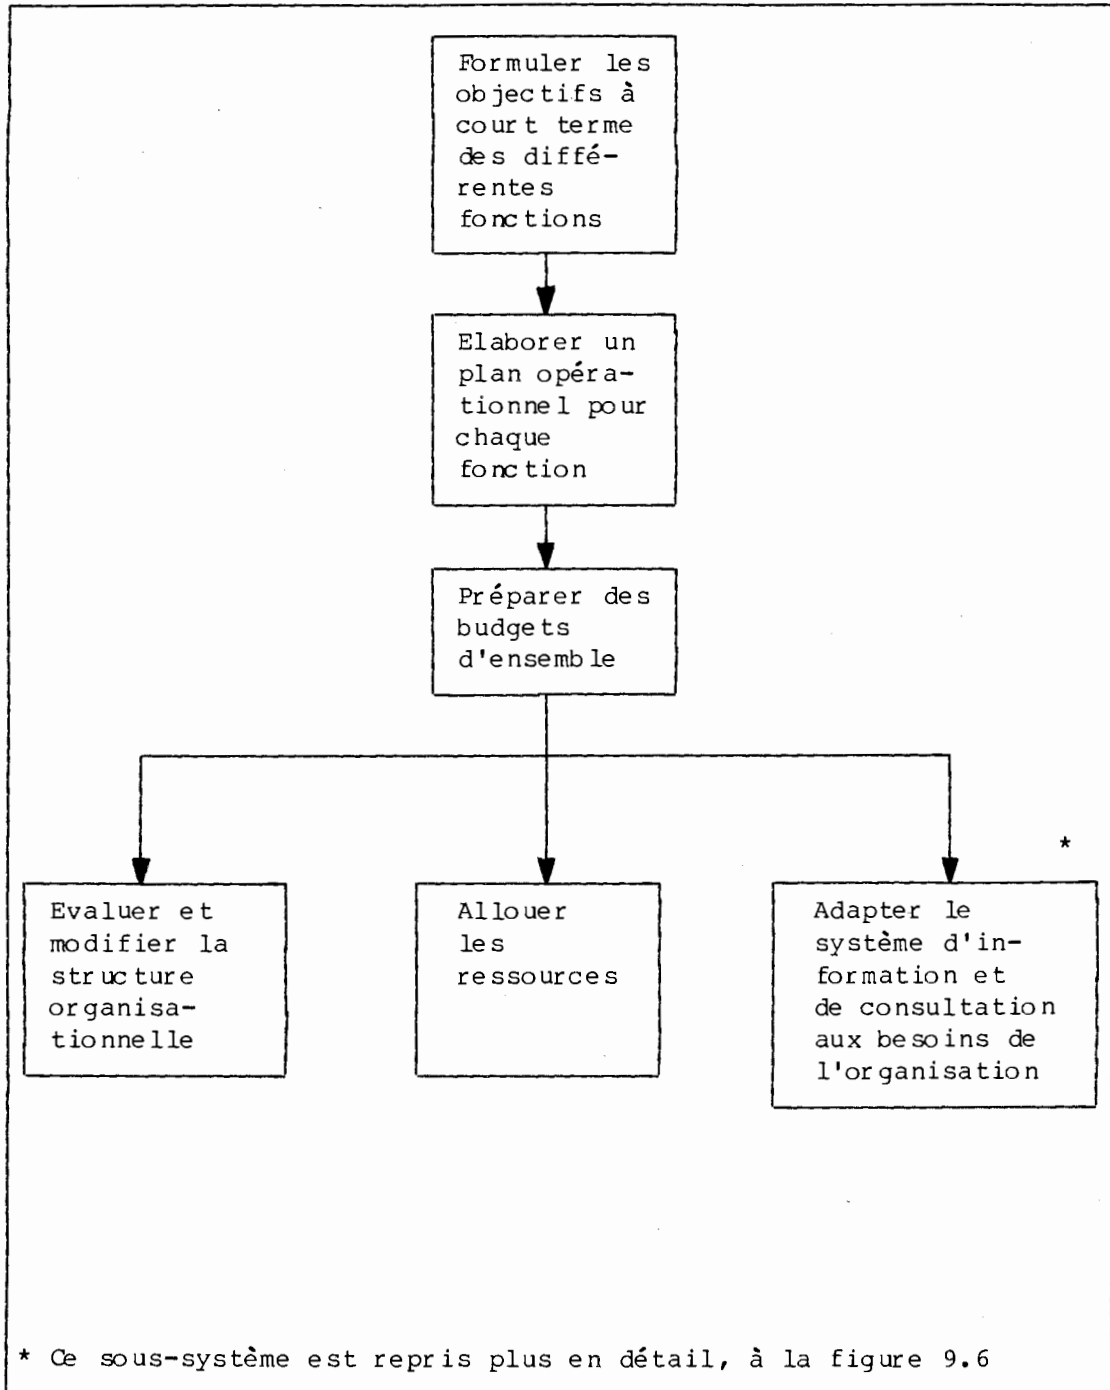 Formuler les
objectifs à
court terme
des diffé-
rentes
fonctions
Elaborer un
plan opéra-
tionnel pour
chaque
fonction
Préparer des
budgets
d'ensemble
Evaluer et
modifier la
structure
organisa-
tionnelle
Allouer
les
ressources
*
Adapter le
système d'in-
formation et
de consultation
aux besoins de
l'organisation
* Ce sous-système est repris plus en détail, à la figure 9.6